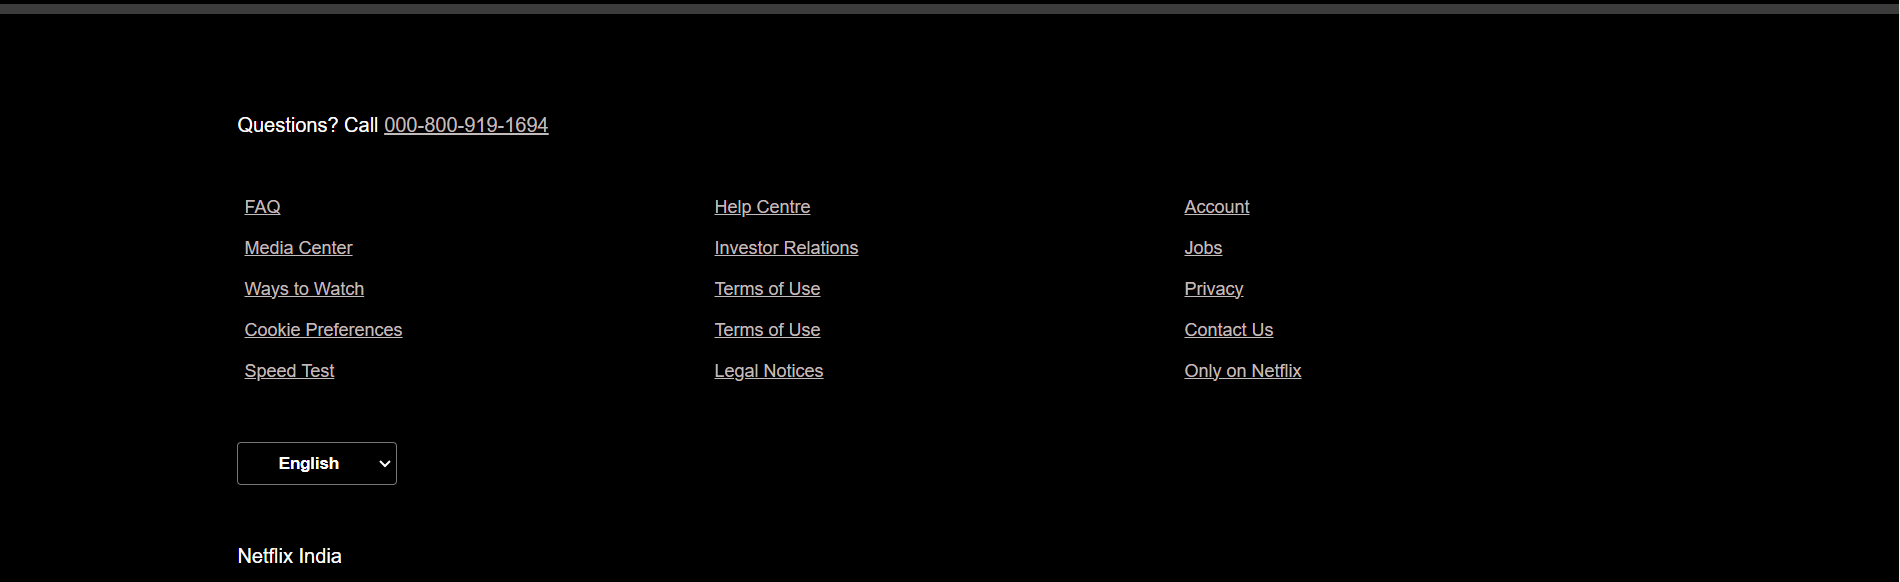 Questions? Call 000-800-919-1694
FAQ Help Centre Account
Media Center Investor Relations Jobs
Ways to Watch Terms of Use Privacy
Cookie Preferences Terms of Use Contact Us
Speed Test Legal Notices Only on Netflix
English
Netflix India